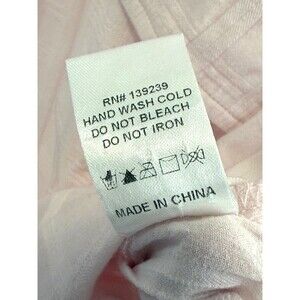 RN# 139239
HAND WASH COLD
DO NOT BLEACH
DO NOT IRON
MADE IN CHINA